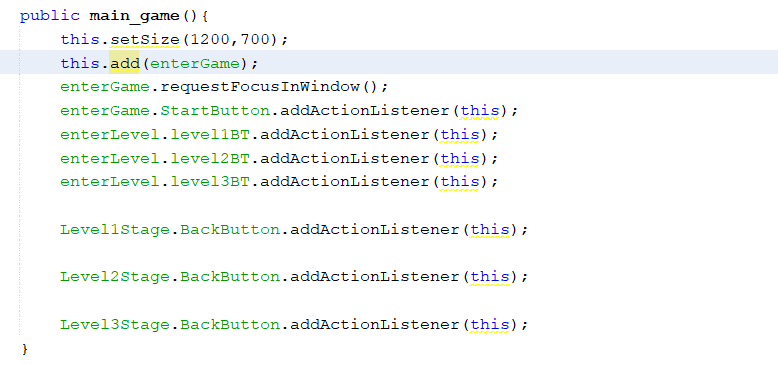 public main_game(){
this.setSize(1200,700);
this.add(enterGame);
enterGame.requestFocusInWindow();
enterGame.StartButton.addActionListener(this);
enterLevel.level1BT.addActionListener(this);
enterLevel.level2BT.addActionListener(this);
enterLevel.level3BT.addActionListener(this);
Level1Stage.BackButton.addActionListener(this);
Level2Stage.BackButton.addActionListener(this);
Level3Stage.BackButton.addActionListener(this);
}